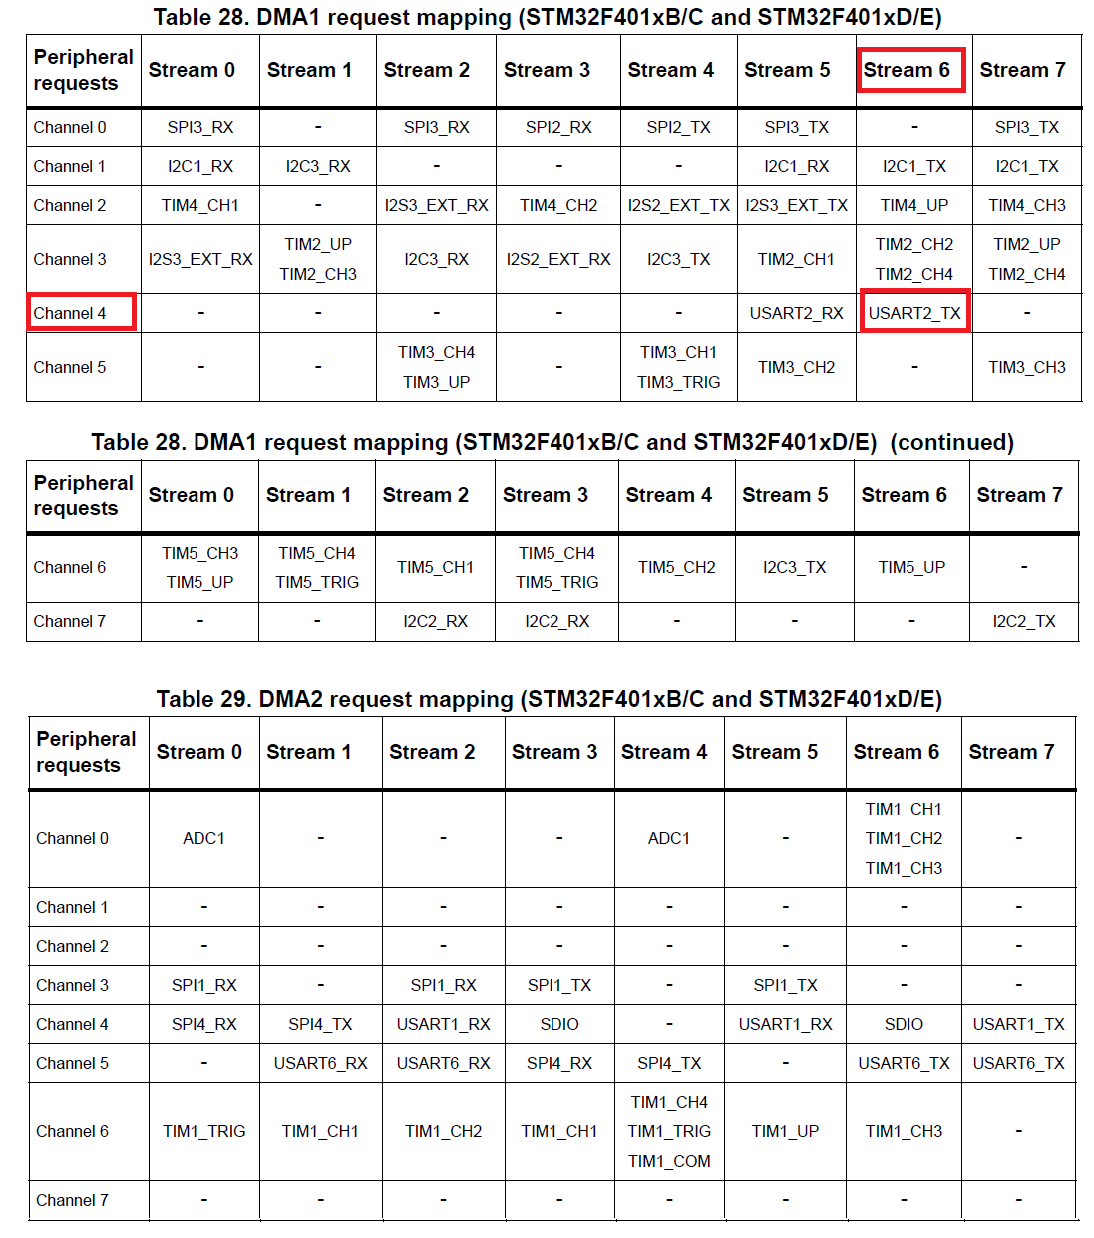 Table 28. DMA1 request mapping (STM32F401xB/C and STM32F401xD/E)
Peripheral requests Stream 0 Stream 1 Stream 2 Stream 3 Stream 4 Stream 5 Stream 6 Stream 7
Channel 0 SPI3_RX - SPI3_RX SPI2_RX SPI2_TX SPI3_TX - SPI3_TX
Channel 1 I2C1_RX I2C3_RX - - - I2C1_RX I2C1_TX I2C1_TX
Channel 2 TIM4_CH1 - I2S3_EXT_RX TIM4_CH2 I2S2_EXT_TX I2S3_EXT_TX TIM4_UP TIM4_CH3
Channel 3 I2S3_EXT_RX TIM2_UP TIM2_CH3 I2C3_RX I2S2_EXT_RX I2C3_TX TIM2_CH1 TIM2_CH2 TIM2_CH4 TIM2_UP TIM2_CH4
Channel 4 - - - - - USART2_RX USART2_TX -
Channel 5 - - TIM3_CH4 TIM3_UP - TIM3_CH1 TIM3_TRIG TIM3_CH2 - TIM3_CH3
Table 28. DMA1 request mapping (STM32F401xB/C and STM32F401xD/E) (continued)
Peripheral requests Stream 0 Stream 1 Stream 2 Stream 3 Stream 4 Stream 5 Stream 6 Stream 7
Channel 6 TIM5_CH3 TIM5_UP TIM5_CH4 TIM5_TRIG TIM5_CH1 TIM5_CH4 TIM5_TRIG TIM5_CH2 I2C3_TX TIM5_UP -
Channel 7 - - I2C2_RX I2C2_RX - - - I2C2_TX
Table 29. DMA2 request mapping (STM32F401xB/C and STM32F401xD/E)
Peripheral requests Stream 0 Stream 1 Stream 2 Stream 3 Stream 4 Stream 5 Stream 6 Stream 7
Channel 0 ADC1 - - - ADC1 - TIM1_CH1 TIM1_CH2 TIM1_CH3 -
Channel 1 - - - - - - - -
Channel 2 - - - - - - - -
Channel 3 SPI1_RX - SPI1_RX SPI1_TX - SPI1_TX - -
Channel 4 SPI4_RX SPI4_TX USART1_RX SDIO - USART1_RX SDIO USART1_TX
Channel 5 - USART6_RX USART6_RX SPI4_RX SPI4_TX - USART6_TX USART6_TX
Channel 6 TIM1_TRIG TIM1_CH1 TIM1_CH2 TIM1_CH1 TIM1_CH4 TIM1_TRIG TIM1_COM TIM1_UP TIM1_CH3 -
Channel 7 - - - - - - - -